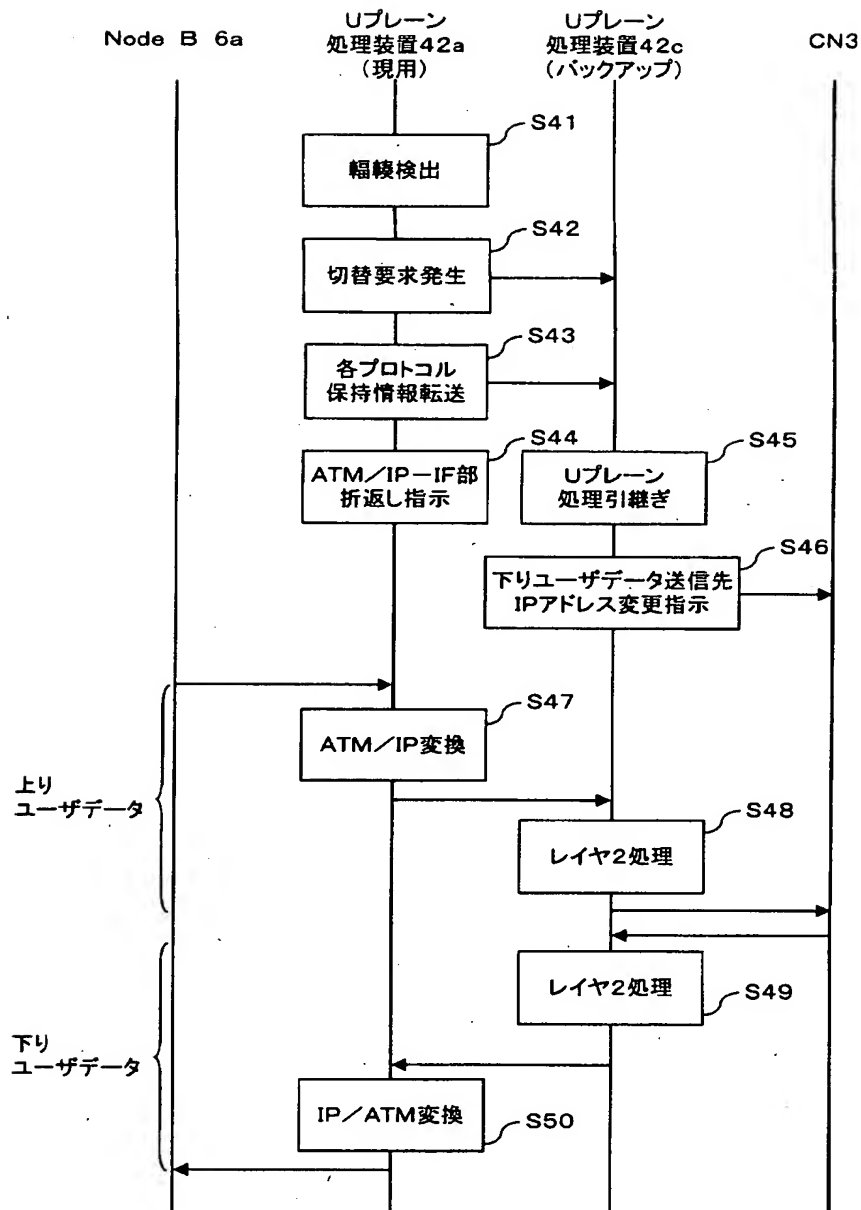 Node B 6a
Uプレーン
処理装置42a
(現用)
Uプレーン
処理装置42c
(バックアップ)
CN3
S41
輻輳検出
S42
切替要求発生
S43
各プロトコル
保持情報転送
S44
ATM/IP-IF部
折返し指示
S45
Uプレーン
処理引継ぎ
S46
下りユーザデータ送信先
IPアドレス変更指示
S47
ATM/IP変換
上り
ユーザデータ
S48
レイヤ2処理
レイヤ2処理
S49
下り
ユーザデータ
IP/ATM変換
S50